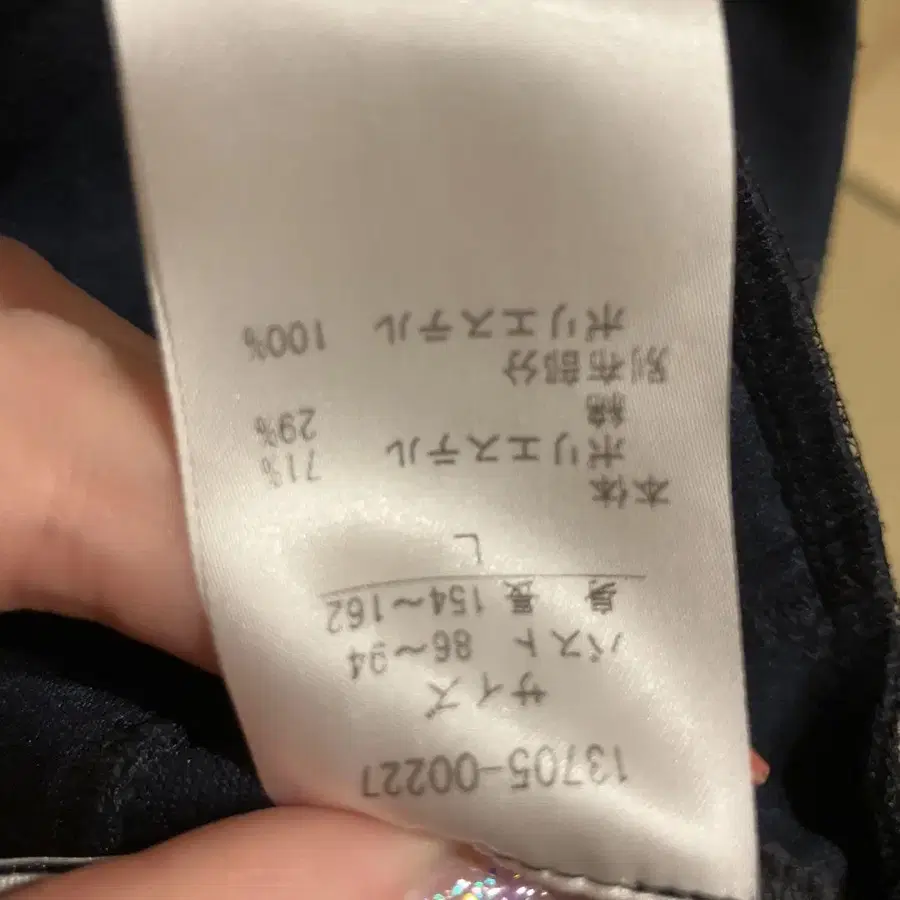 13705-00227
サイズ
バスト 86～94
身長 154～162
L
本体
ポリエステル 71%
綿 29%
別布部分
ポリエステル 100%